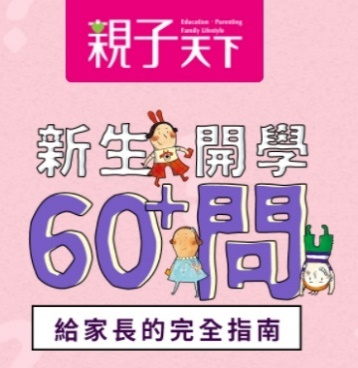 親子天下
Education · Parenting
Family Lifestyle
新生開學
60+問
給家長的完全指南